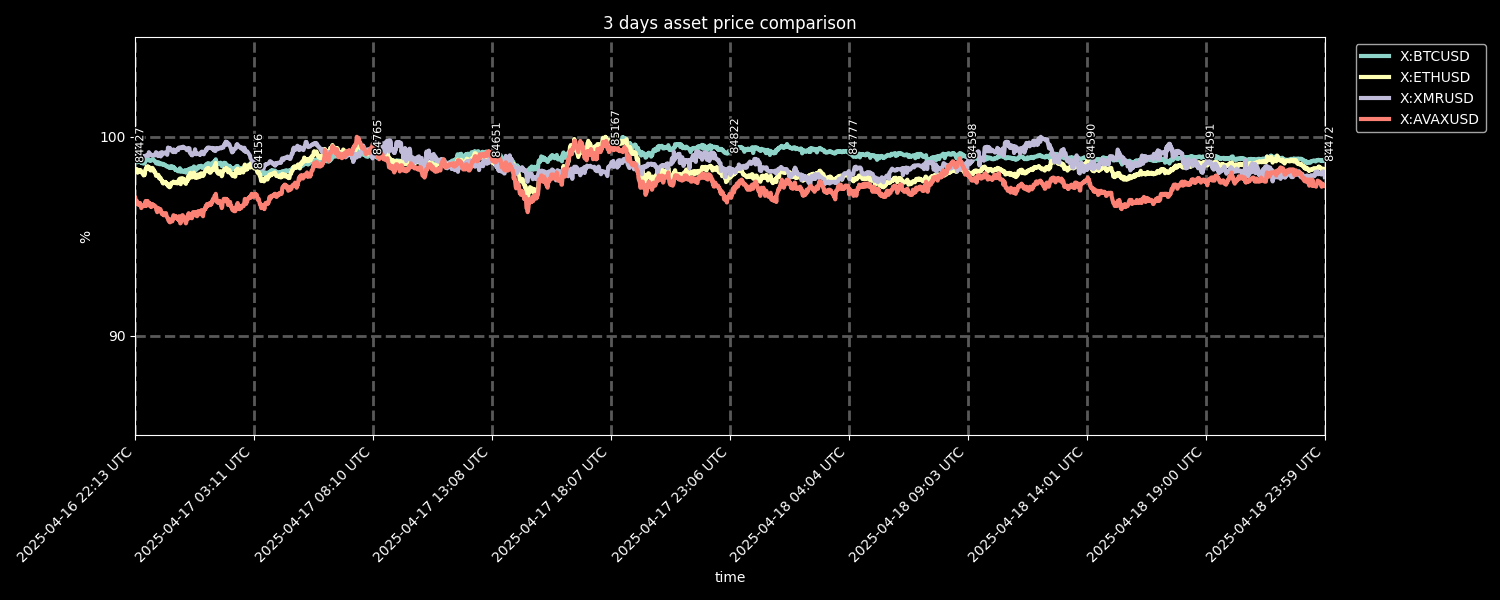 3 days asset price comparison
X:BTCUSD
X:ETHUSD
X:XMRUSD
X:AVAXUSD
100
90
%
84427
84156
84765
84651
85167
84822
84777
84598
84590
84591
84472
2025-04-16 22:13 UTC
2025-04-17 03:11 UTC
2025-04-17 08:10 UTC
2025-04-17 13:08 UTC
2025-04-17 18:07 UTC
2025-04-17 23:06 UTC
2025-04-18 04:04 UTC
2025-04-18 09:03 UTC
2025-04-18 14:01 UTC
2025-04-18 19:00 UTC
2025-04-18 23:59 UTC
time